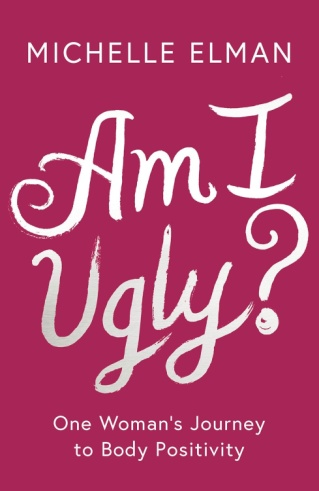 MICHELLE ELMAN
Am I
Ugly?
One Woman's Journey
to Body Positivity